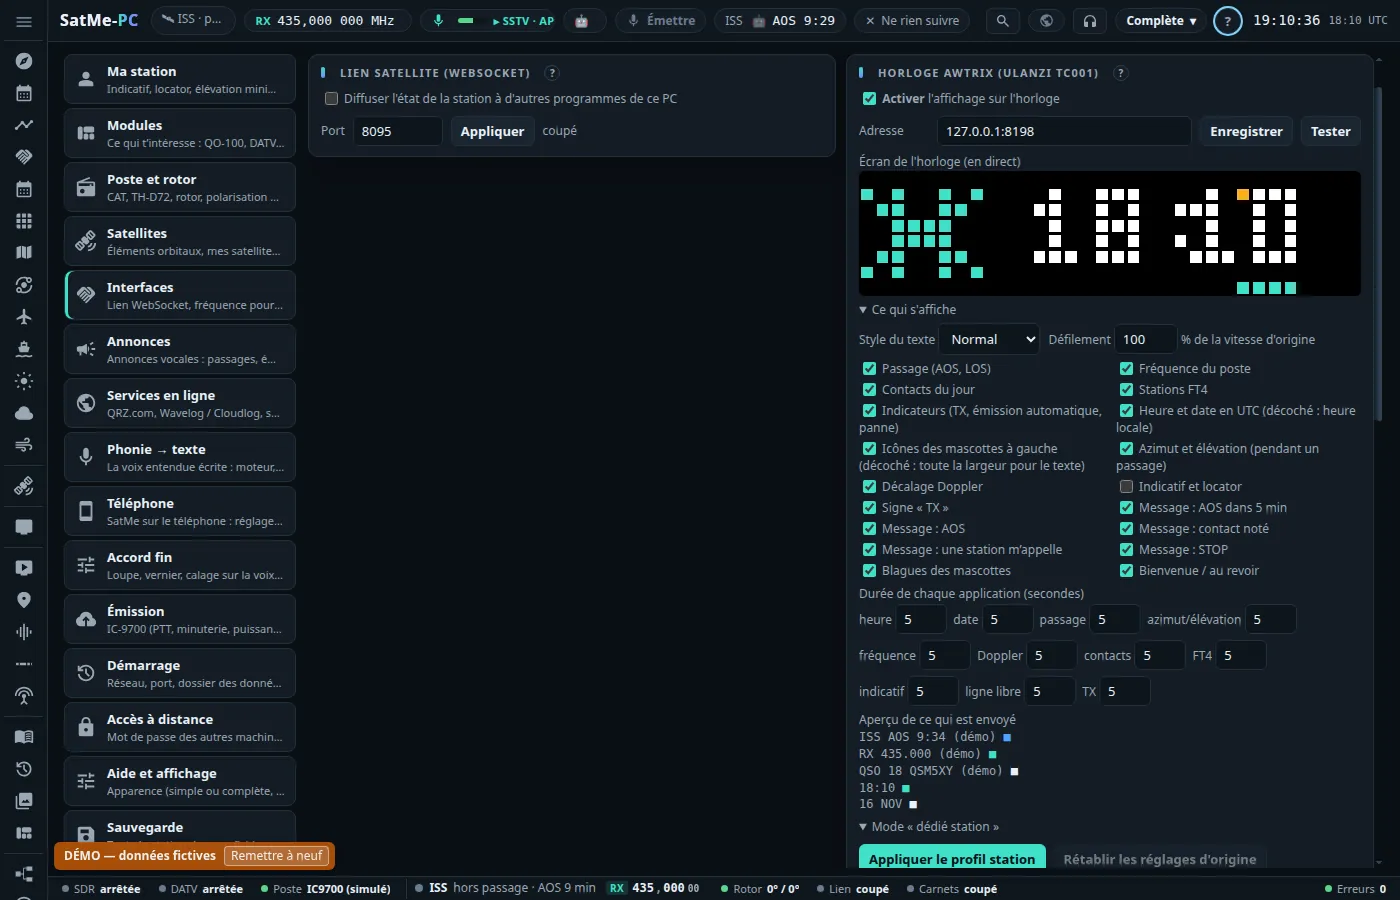 SatMe-PC
ISS · p...
RX 435,000 000 MHz
▸ SSTV · AP
Émettre
ISS AOS 9:29
✕ Ne rien suivre
Complète ▾
?
19:10:36 18:10 UTC
Ma station
Indicatif, locator, élévation mini...
Modules
Ce qui t'intéresse : QO-100, DATV...
Poste et rotor
CAT, TH-D72, rotor, polarisation ...
Satellites
Éléments orbitaux, mes satellite...
Interfaces
Lien WebSocket, fréquence pour...
Annonces
Annonces vocales : passages, é...
Services en ligne
QRZ.com, Wavelog / Cloudlog, s...
Phonie → texte
La voix entendue écrite : moteur,...
Téléphone
SatMe sur le téléphone : réglage...
Accord fin
Loupe, vernier, calage sur la voix...
Émission
IC-9700 (PTT, minuterie, puissan...
Démarrage
Réseau, port, dossier des donné...
Accès à distance
Mot de passe des autres machin...
Aide et affichage
Apparence (simple ou complète, ...
Sauvegarde
DÉMO — données fictives Remettre à neuf
LIEN SATELLITE (WEBSOCKET) ?
Diffuser l'état de la station à d'autres programmes de ce PC
Port 8095 Appliquer coupé
HORLOGE AWTRIX (ULANZI TC001) ?
Activer l'affichage sur l'horloge
Adresse 127.0.0.1:8198 Enregistrer Tester
Écran de l'horloge (en direct)
▼ Ce qui s'affiche
Style du texte Normal Défilement 100 % de la vitesse d'origine
Passage (AOS, LOS) Fréquence du poste
Contacts du jour Stations FT4
Indicateurs (TX, émission automatique, panne) Heure et date en UTC (décoché : heure locale)
Icônes des mascottes à gauche (décoché : toute la largeur pour le texte) Azimut et élévation (pendant un passage)
Décalage Doppler Indicatif et locator
Signe « TX » Message : AOS dans 5 min
Message : AOS Message : contact noté
Message : une station m'appelle Message : STOP
Blagues des mascottes Bienvenue / au revoir
Durée de chaque application (secondes)
heure 5 date 5 passage 5 azimut/élévation 5
fréquence 5 Doppler 5 contacts 5 FT4 5
indicatif 5 ligne libre 5 TX 5
Aperçu de ce qui est envoyé
ISS AOS 9:34 (démo)
RX 435.000 (démo)
QSO 18 QSM5XY (démo)
18:10
16 NOV
▼ Mode « dédié station »
Appliquer le profil station Rétablir les réglages d'origine
SDR arrêtée DATV arrêtée Poste IC9700 (simulé) ISS hors passage · AOS 9 min RX 435,000 00 Rotor 0° / 0° Lien coupé Carnets coupé Erreurs 0